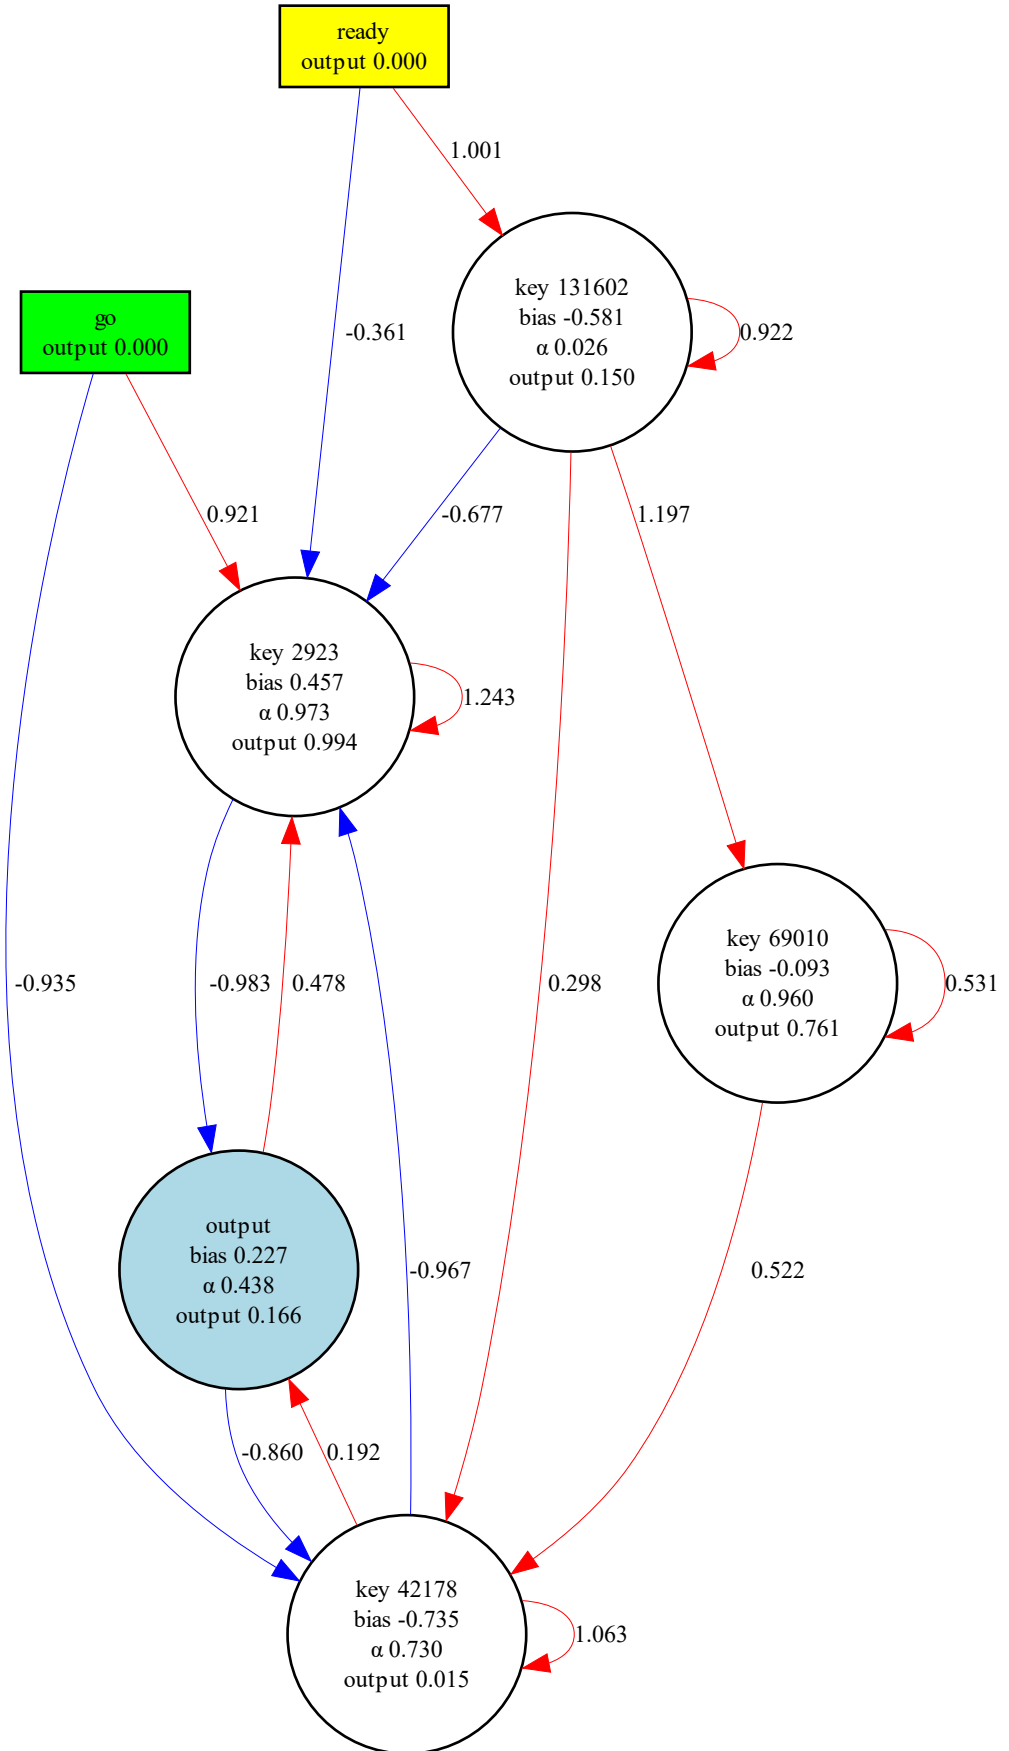 ready
output 0.000
1.001
key 131602
bias -0.581
α 0.026
output 0.150
0.922
go
output 0.000
-0.361
0.921
-0.677
1.197
key 2923
bias 0.457
α 0.973
output 0.994
1.243
key 69010
bias -0.093
α 0.960
output 0.761
0.531
-0.935
-0.983
0.478
0.298
output
bias 0.227
α 0.438
output 0.166
-0.967
0.522
-0.860
0.192
key 42178
bias -0.735
α 0.730
output 0.015
1.063